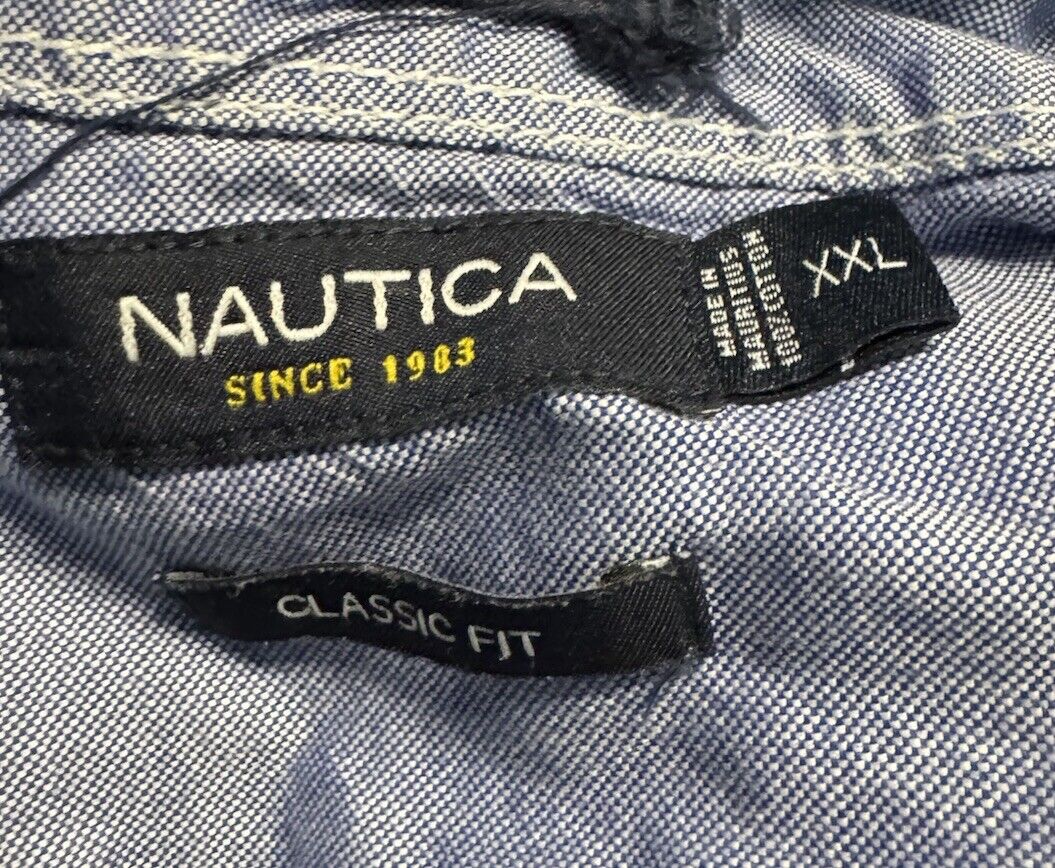 NAUTICA
SINCE 1983
MADE IN
MAURITIUS
100%COTTON
XXL
CLASSIC FIT